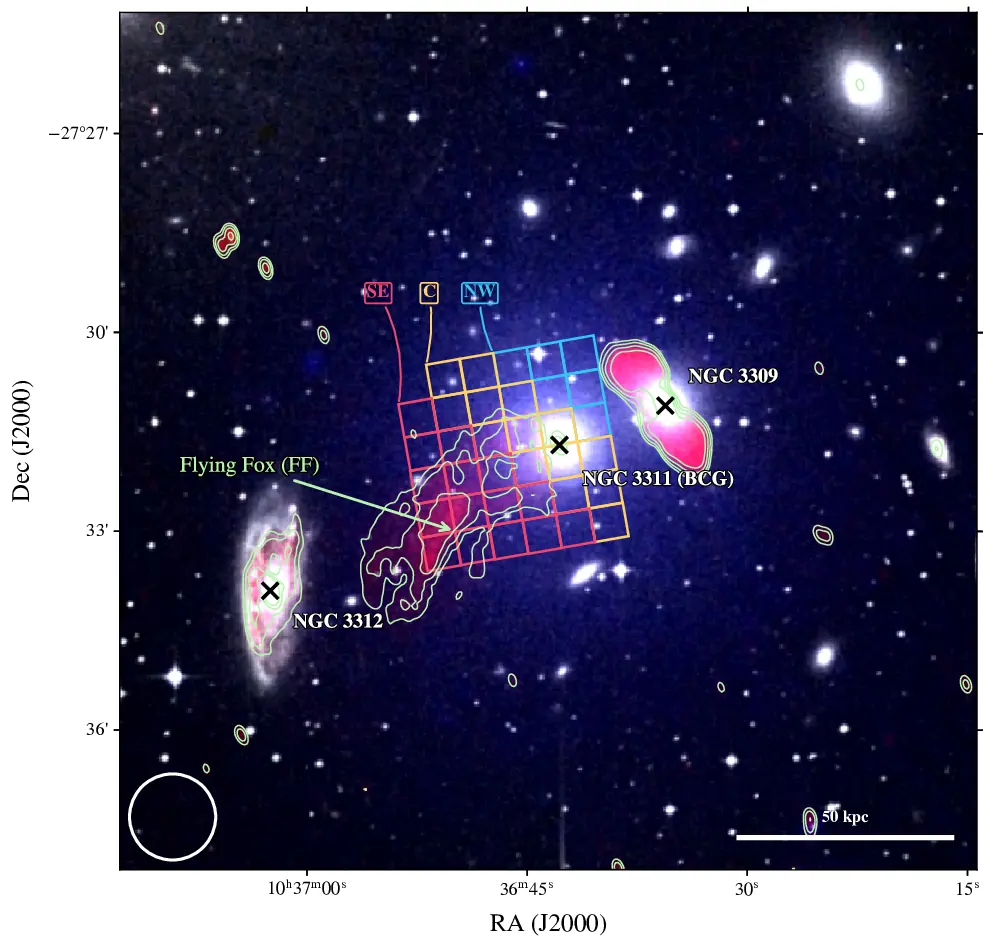 −27°27'
30'
33'
36'
Dec (J2000)
SE C NW
NGC 3309
Flying Fox (FF)
NGC 3311 (BCG)
NGC 3312
50 kpc
10ʰ37ᵐ00ˢ 36ᵐ45ˢ 30ˢ 15ˢ
RA (J2000)